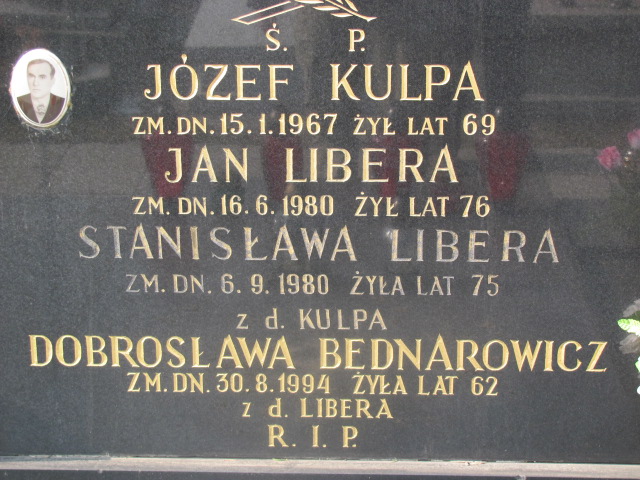 Ś. P.
JÓZEF KULPA
ZM. DN. 15.1.1967 ŻYŁ LAT 69
JAN LIBERA
ZM. DN. 16.6.1980 ŻYŁ LAT 76
STANISŁAWA LIBERA
ZM. DN. 6.9.1980 ŻYŁA LAT 75
z d. KULPA
DOBROSŁAWA BEDNAROWICZ
ZM. DN. 30.8.1994 ŻYŁA LAT 62
z d. LIBERA
R. I. P.